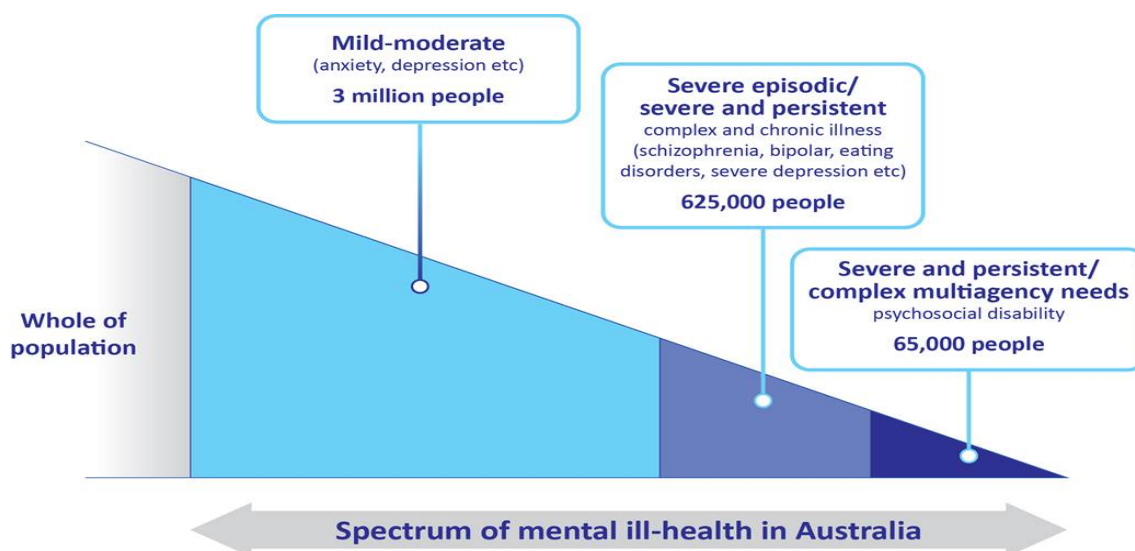 Mild-moderate
(anxiety, depression etc)
3 million people
Severe episodic/
severe and persistent
complex and chronic illness
(schizophrenia, bipolar, eating
disorders, severe depression etc)
625,000 people
Severe and persistent/
complex multiagency needs
psychosocial disability
65,000 people
Whole of
population
Spectrum of mental ill-health in Australia